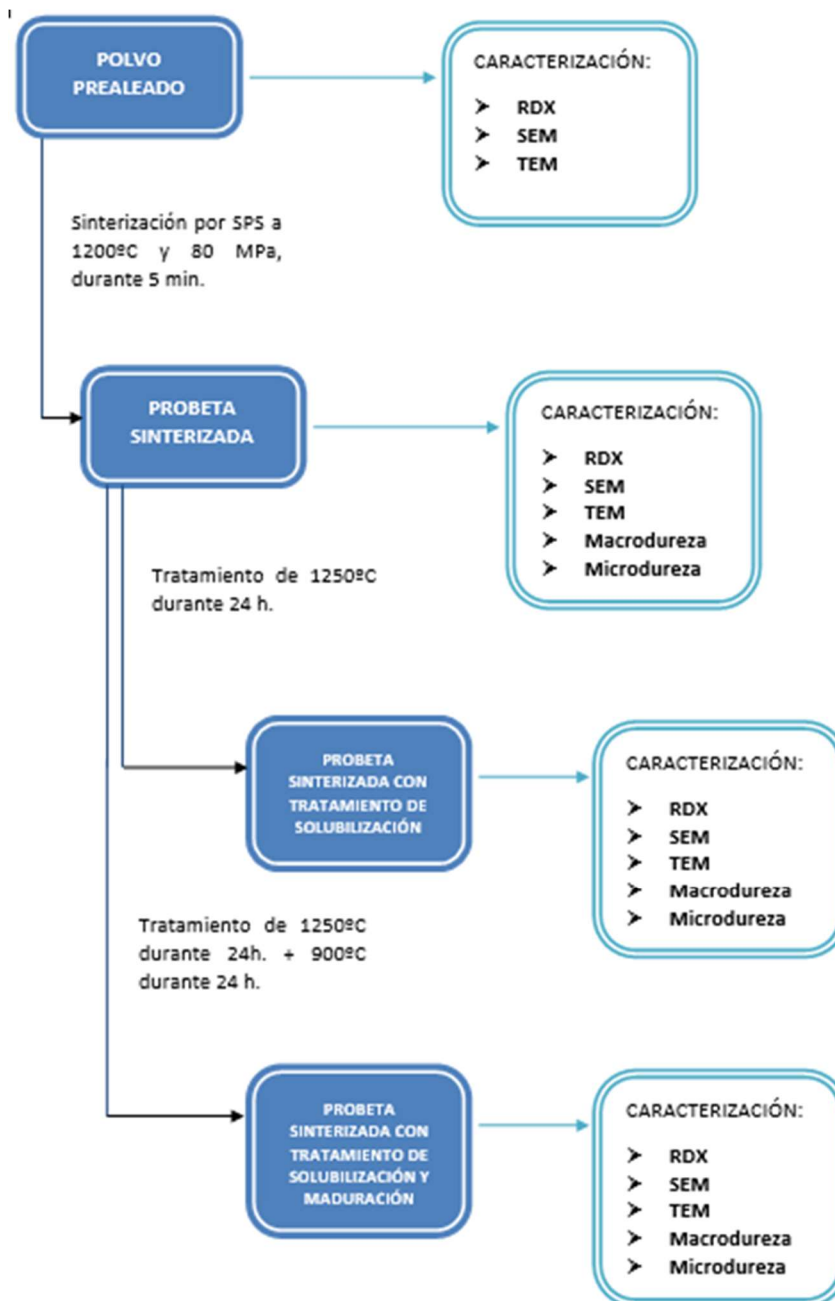 POLVO
PREALEADO
CARACTERIZACIÓN:
➤ RDX
➤ SEM
➤ TEM
Sinterización por SPS a
1200ºC y 80 MPa,
durante 5 min.
PROBETA
SINTERIZADA
CARACTERIZACIÓN:
➤ RDX
➤ SEM
➤ TEM
➤ Macrodureza
➤ Microdureza
Tratamiento de 1250ºC
durante 24 h.
PROBETA
SINTERIZADA CON
TRATAMIENTO DE
SOLUBILIZACIÓN
CARACTERIZACIÓN:
➤ RDX
➤ SEM
➤ TEM
➤ Macrodureza
➤ Microdureza
Tratamiento de 1250ºC
durante 24h. + 900ºC
durante 24 h.
PROBETA
SINTERIZADA CON
TRATAMIENTO DE
SOLUBILIZACIÓN Y
MADURACIÓN
CARACTERIZACIÓN:
➤ RDX
➤ SEM
➤ TEM
➤ Macrodureza
➤ Microdureza